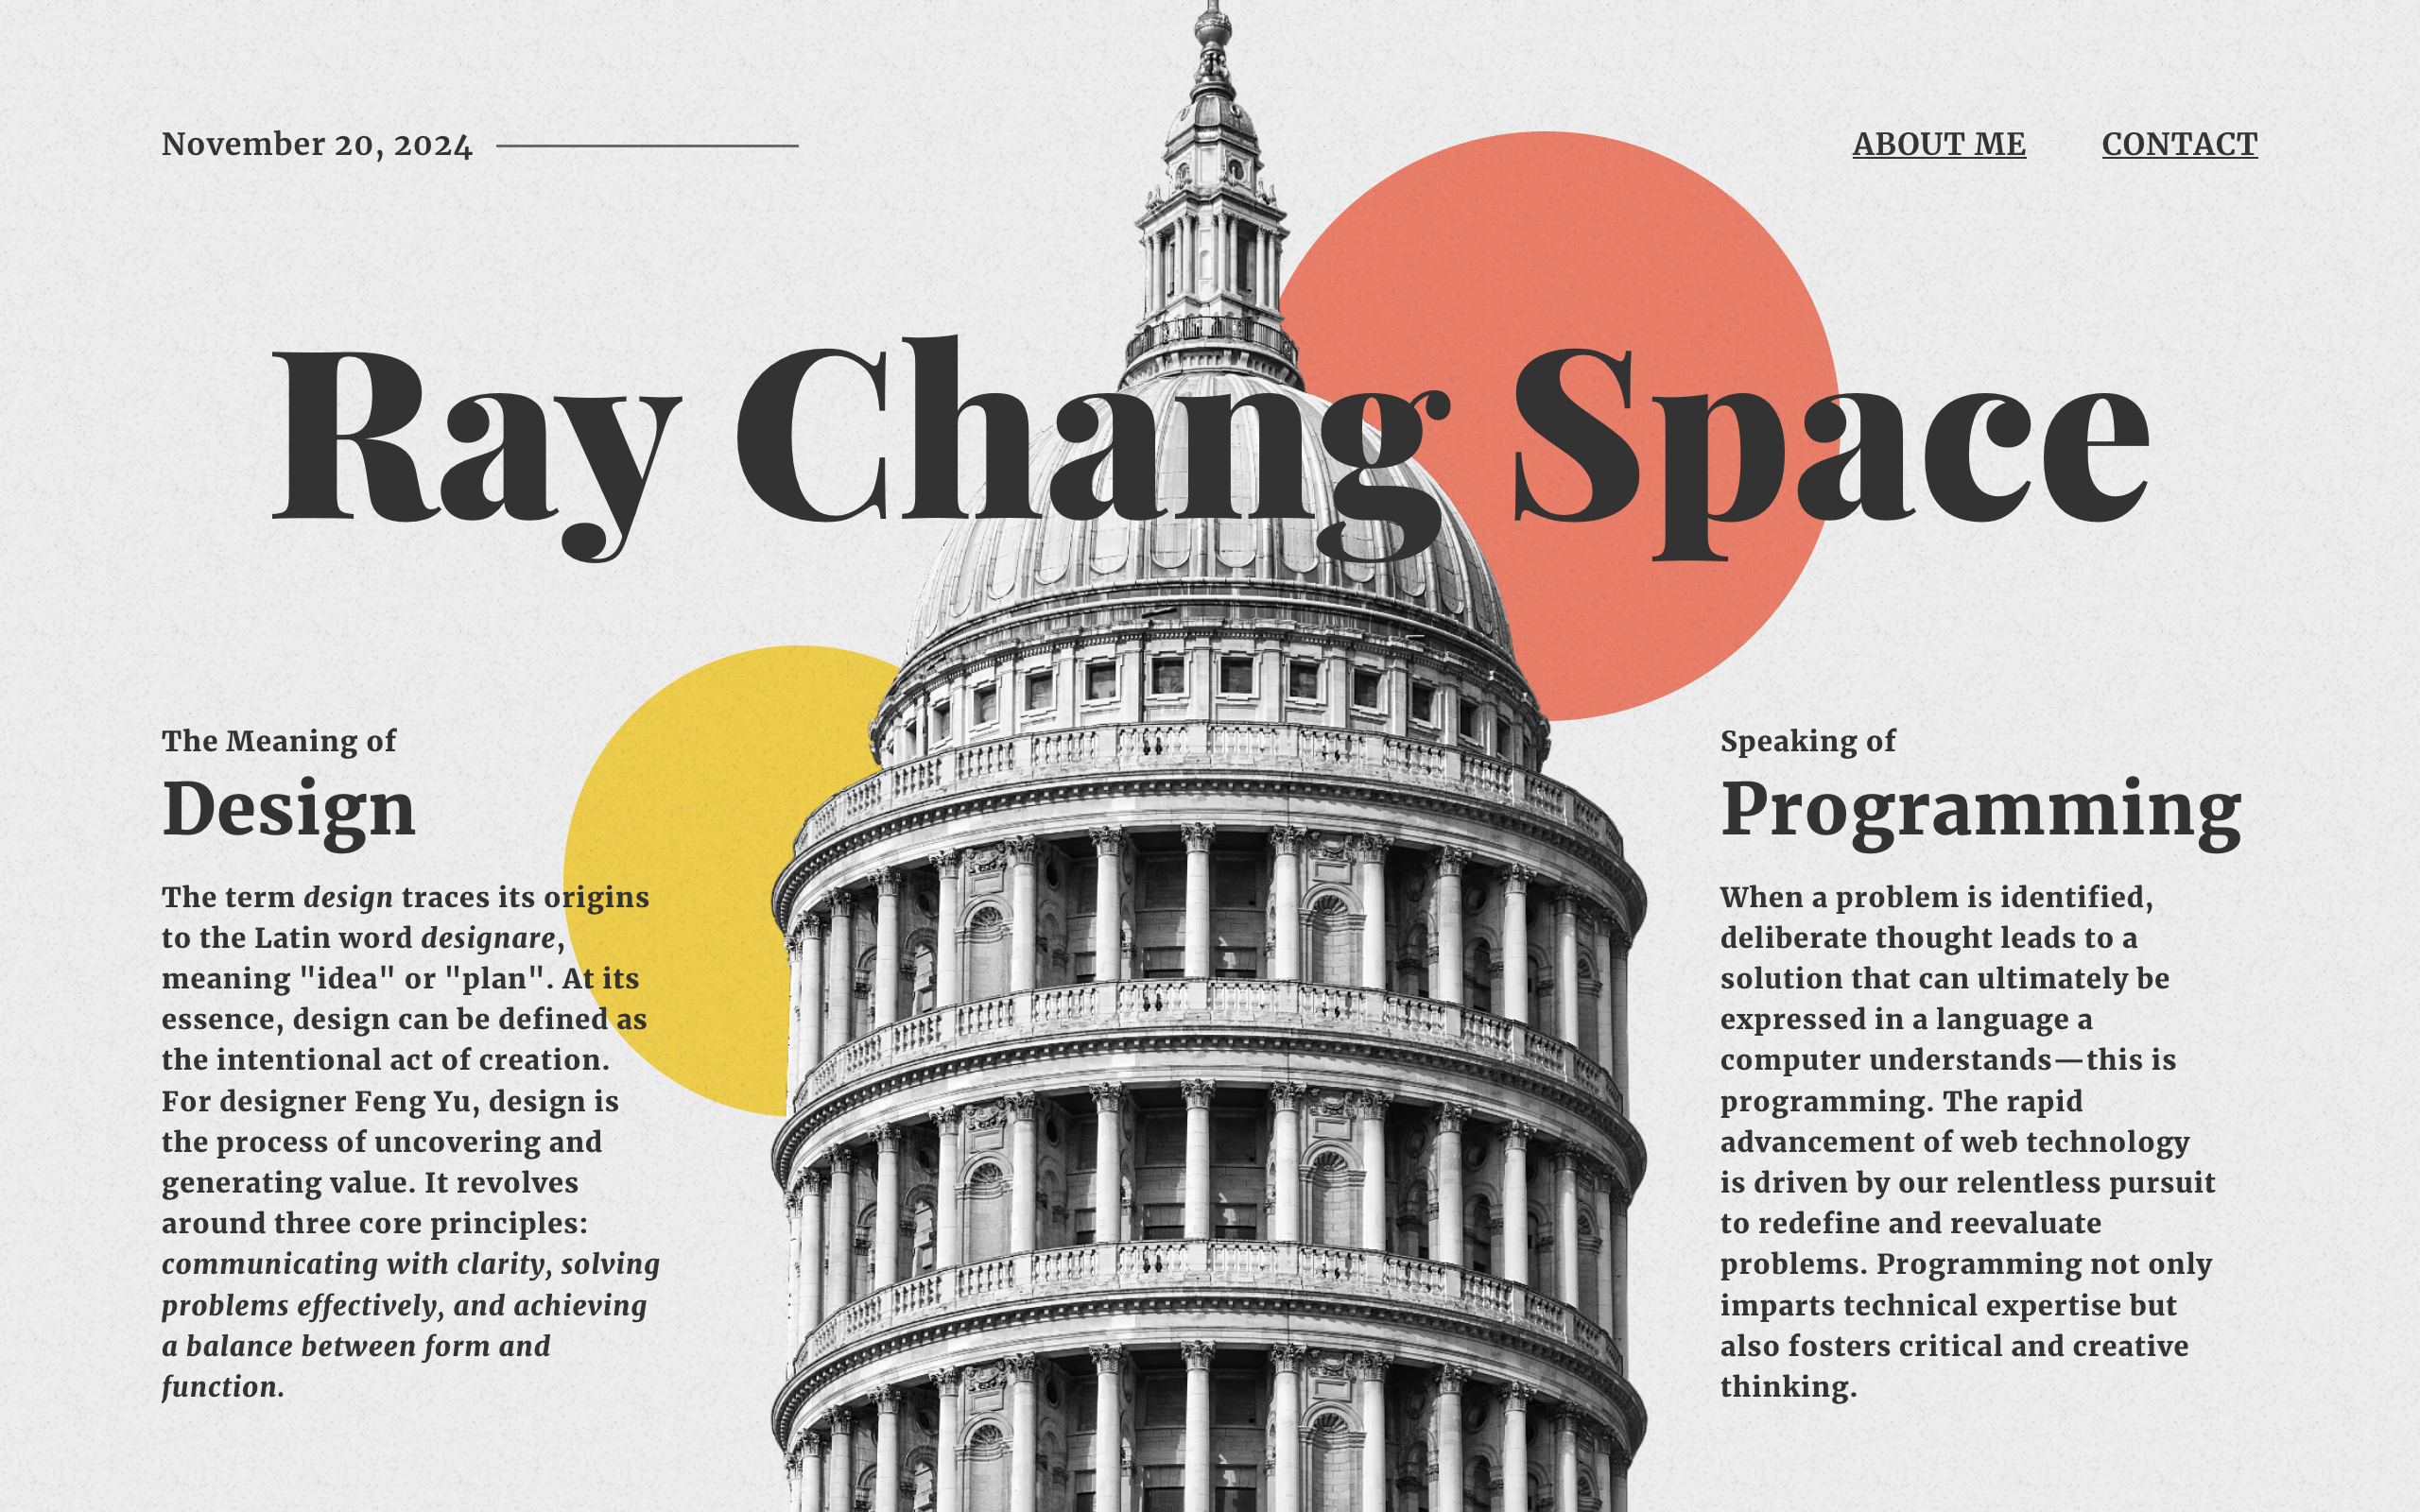 November 20, 2024
ABOUT ME
CONTACT
Ray Chang Space
The Meaning of
Design
The term design traces its origins
to the Latin word designare,
meaning "idea" or "plan". At its
essence, design can be defined as
the intentional act of creation.
For designer Feng Yu, design is
the process of uncovering and
generating value. It revolves
around three core principles:
communicating with clarity, solving
problems effectively, and achieving
a balance between form and
function.
Speaking of
Programming
When a problem is identified,
deliberate thought leads to a
solution that can ultimately be
expressed in a language a
computer understands—this is
programming. The rapid
advancement of web technology
is driven by our relentless pursuit
to redefine and reevaluate
problems. Programming not only
imparts technical expertise but
also fosters critical and creative
thinking.